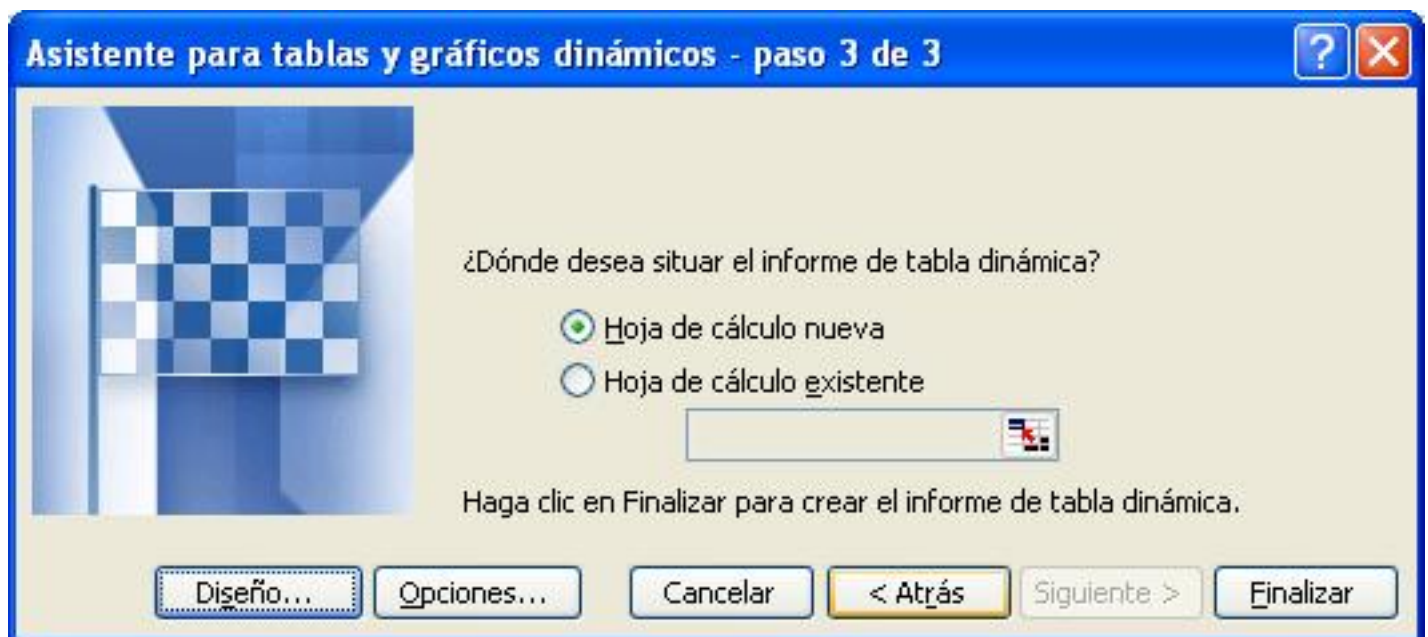 Asistente para tablas y gráficos dinámicos - paso 3 de 3
¿Dónde desea situar el informe de tabla dinámica?
Hoja de cálculo nueva
Hoja de cálculo existente
Haga clic en Finalizar para crear el informe de tabla dinámica.
Diseño... Opciones... Cancelar < Atrás Siguiente > Finalizar